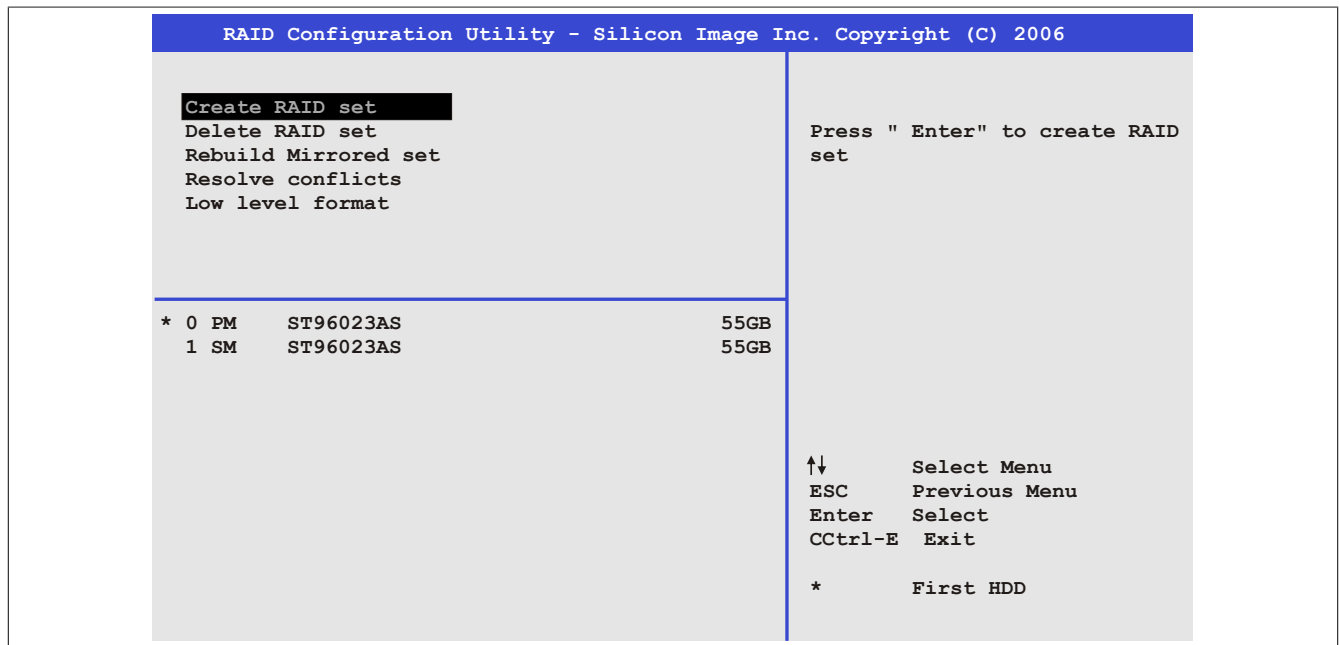 RAID Configuration Utility - Silicon Image Inc. Copyright (C) 2006
Create RAID set
Delete RAID set
Rebuild Mirrored set
Resolve conflicts
Low level format
Press " Enter" to create RAID
set
* 0 PM ST96023AS 55GB
1 SM ST96023AS 55GB
↑↓ Select Menu
ESC Previous Menu
Enter Select
CCtrl-E Exit
* First HDD